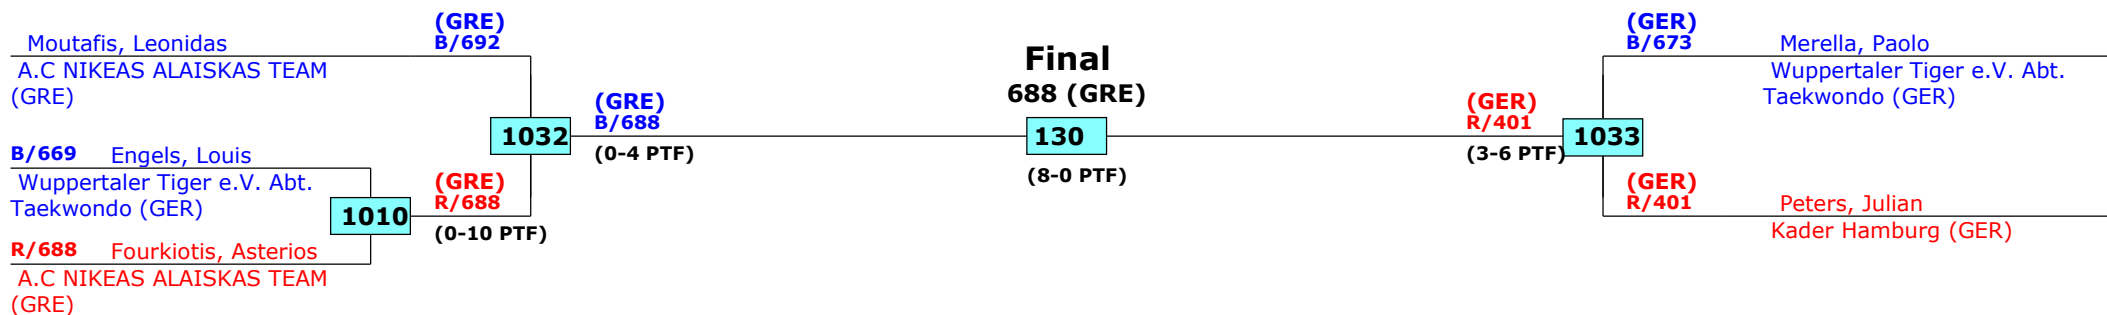 (GRE)
B/692
Moutafis, Leonidas
A.C NIKEAS ALAISKAS TEAM
(GRE)
B/669 Engels, Louis
Wuppertaler Tiger e.V. Abt.
Taekwondo (GER)
R/688 Fourkiotis, Asterios
A.C NIKEAS ALAISKAS TEAM
(GRE)
1010
(GRE)
R/688
(0-10 PTF)
1032
(GRE)
B/688
(0-4 PTF)
Final
688 (GRE)
130
(8-0 PTF)
(GER)
R/401
(3-6 PTF)
1033
(GER)
B/673
Merella, Paolo
Wuppertaler Tiger e.V. Abt.
Taekwondo (GER)
(GER)
R/401
Peters, Julian
Kader Hamburg (GER)